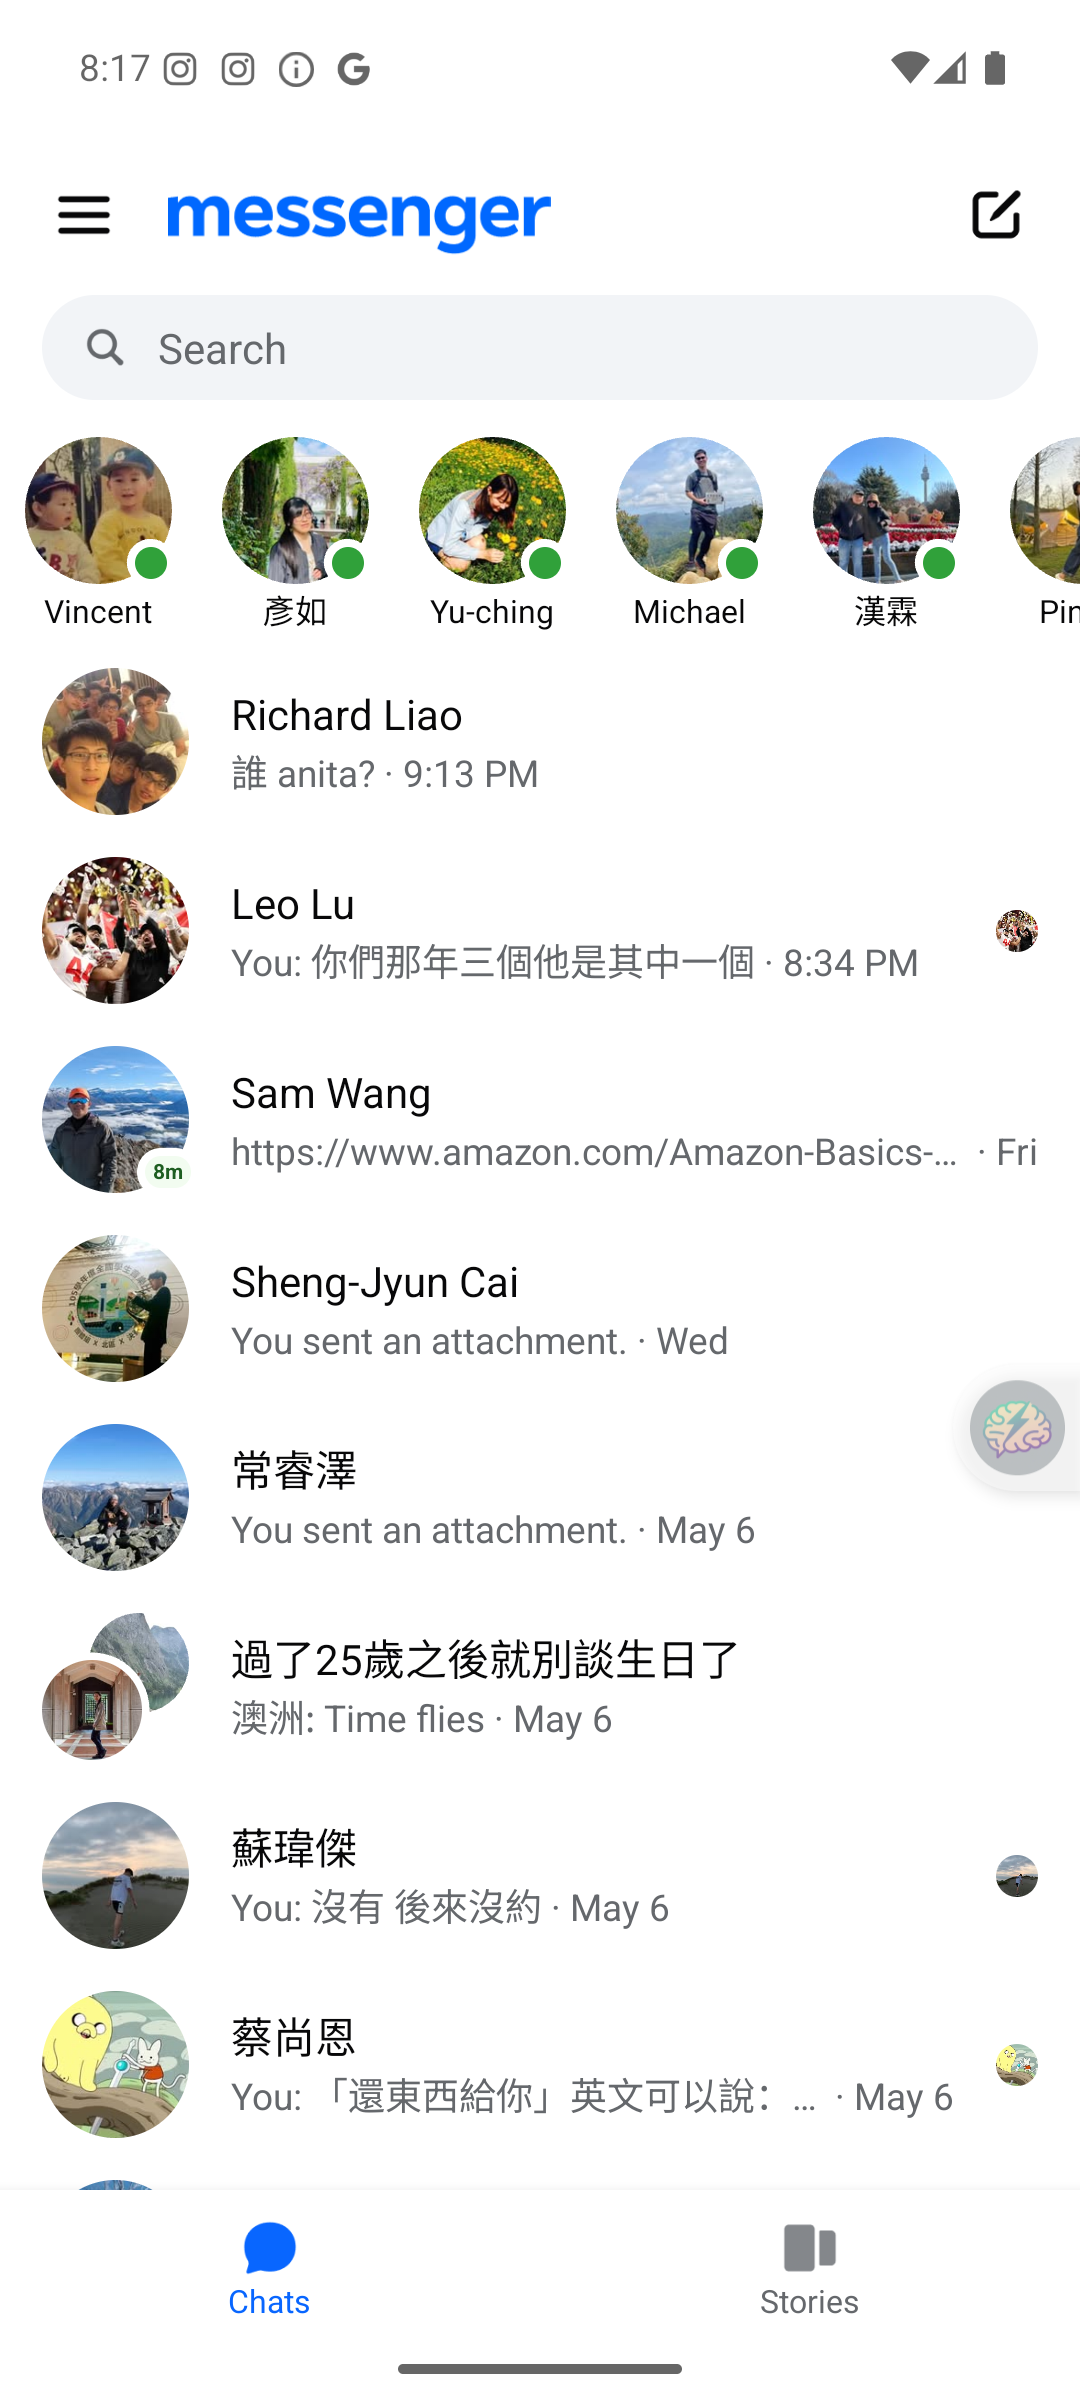 8:17
messenger
Search
Vincent
彥如
Yu-ching
Michael
漢霖
Pin
Richard Liao
誰 anita? · 9:13 PM
Leo Lu
You: 你們那年三個他是其中一個 · 8:34 PM
Sam Wang
https://www.amazon.com/Amazon-Basics-… · Fri
8m
Sheng-Jyun Cai
You sent an attachment. · Wed
常睿澤
You sent an attachment. · May 6
過了25歲之後就別談生日了
澳洲: Time flies · May 6
蘇瑋傑
You: 沒有 後來沒約 · May 6
蔡尚恩
You: 「還東西給你」英文可以說：… · May 6
Chats
Stories